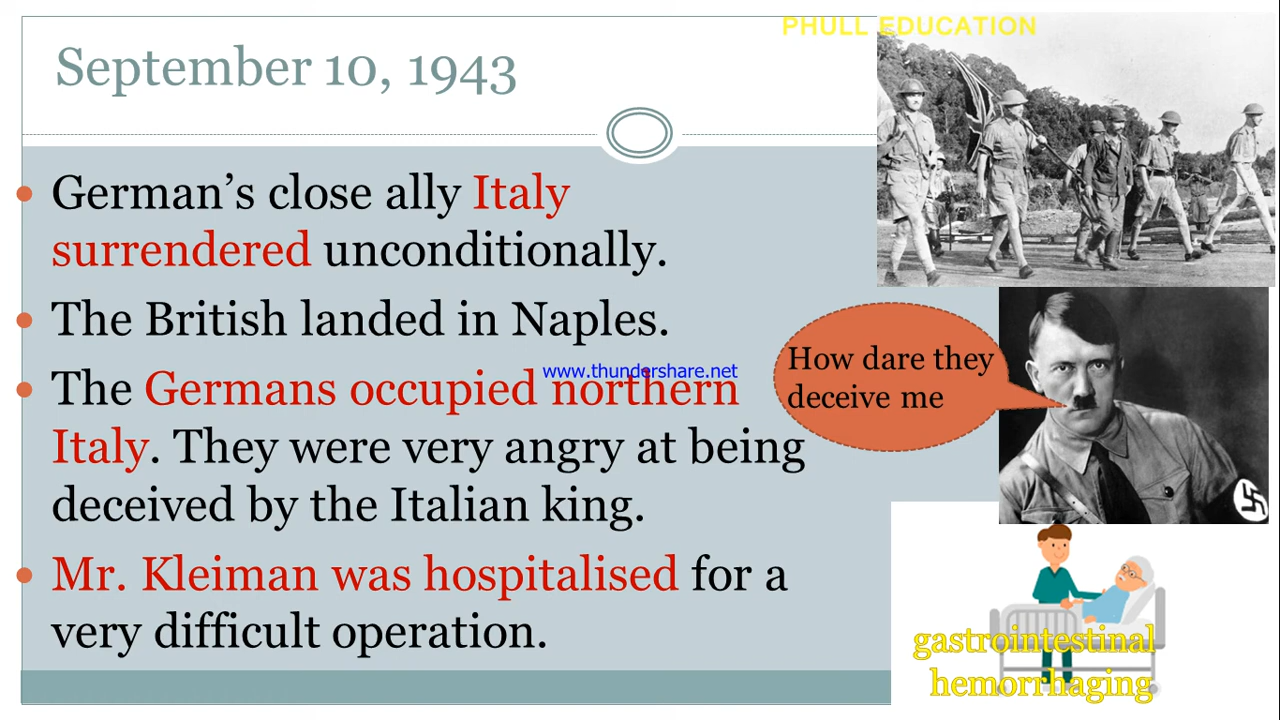 PHULL EDUCATION
September 10, 1943
• German’s close ally Italy
surrendered unconditionally.
• The British landed in Naples.
www.thundershare.net
• The Germans occupied northern
Italy. They were very angry at being
deceived by the Italian king.
• Mr. Kleiman was hospitalised for a
very difficult operation.
How dare they
deceive me
gastrointestinal
hemorrhaging